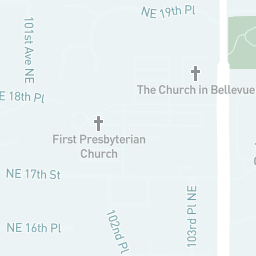 NE 19th Pl
101st Ave NE
The Church in Bellevue
NE 18th Pl
First Presbyterian
Church
NE 17th St
103rd Pl NE
102nd Pl
NE 16th Pl